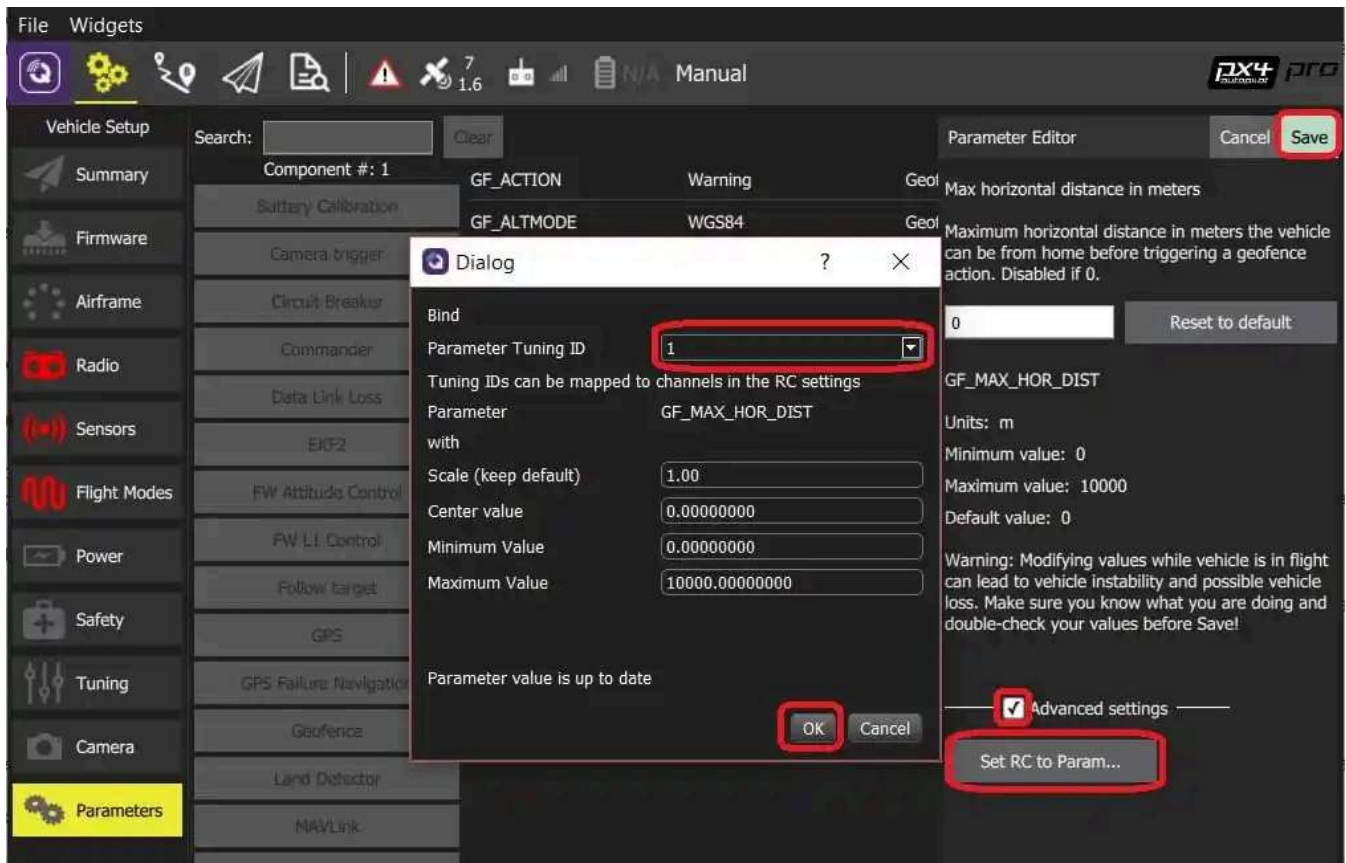 File Widgets
7
1.6
N/A
Manual
px4
autopilot
pro
Vehicle Setup
Summary
Firmware
Airframe
Radio
Sensors
Flight Modes
Power
Safety
Tuning
Camera
Parameters
Search:
Clear
Component #: 1
Battery Calibration
Camera trigger
Circuit Breaker
Commander
Data Link Loss
EKF2
FW Attitude Control
FW L1 Control
Follow target
GPS
GPS Failure Navigation
Geofence
Land Detector
MAVLink
GF_ACTION Warning Geof
GF_ALTMODE WGS84 Geof
Dialog ?
Bind
Parameter Tuning ID 1
Tuning IDs can be mapped to channels in the RC settings
Parameter GF_MAX_HOR_DIST
with
Scale (keep default) 1.00
Center value 0.00000000
Minimum Value 0.00000000
Maximum Value 10000.00000000
Parameter value is up to date
OK Cancel
Parameter Editor Cancel Save
Max horizontal distance in meters
Maximum horizontal distance in meters the vehicle
can be from home before triggering a geofence
action. Disabled if 0.
0 Reset to default
GF_MAX_HOR_DIST
Units: m
Minimum value: 0
Maximum value: 10000
Default value: 0
Warning: Modifying values while vehicle is in flight
can lead to vehicle instability and possible vehicle
loss. Make sure you know what you are doing and
double-check your values before Save!
Advanced settings
Set RC to Param...